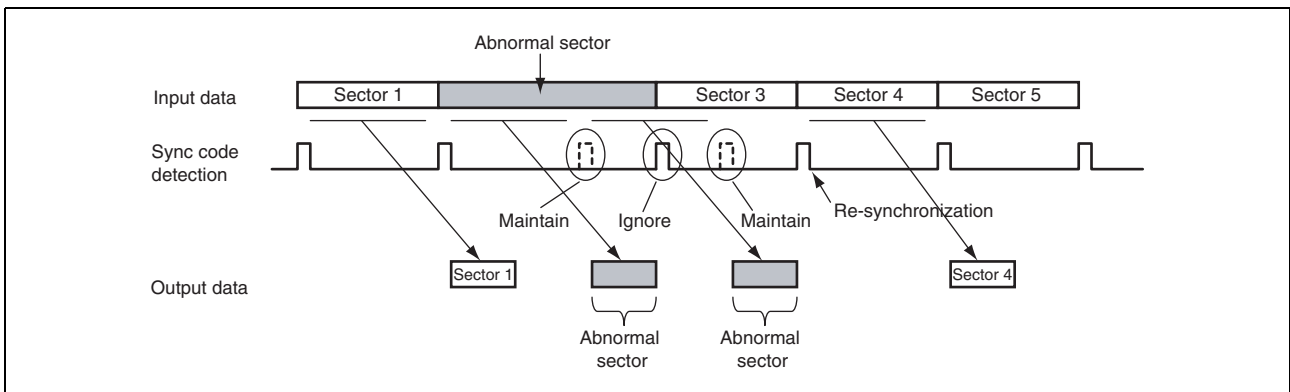 Abnormal sector
Input data
Sector 1
Sector 3
Sector 4
Sector 5
Sync code
detection
Maintain
Ignore
Maintain
Re-synchronization
Output data
Sector 1
Sector 4
Abnormal
sector
Abnormal
sector